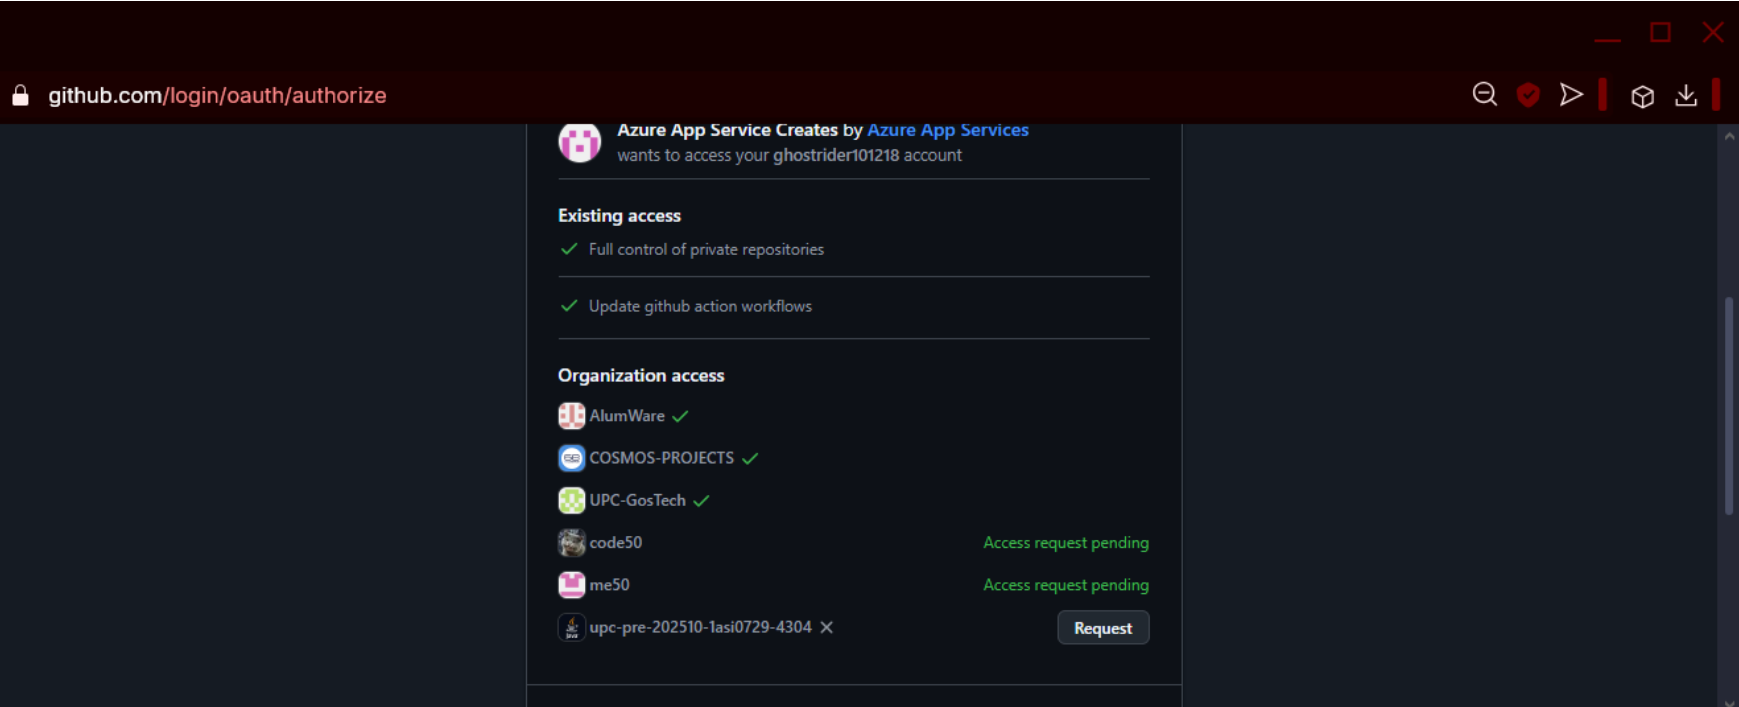 github.com/login/oauth/authorize
Azure App Service Creates by Azure App Services
wants to access your ghostrider101218 account
Existing access
Full control of private repositories
Update github action workflows
Organization access
AlumWare
COSMOS-PROJECTS
UPC-GosTech
code50 Access request pending
me50 Access request pending
upc-pre-202510-1asi0729-4304 Request